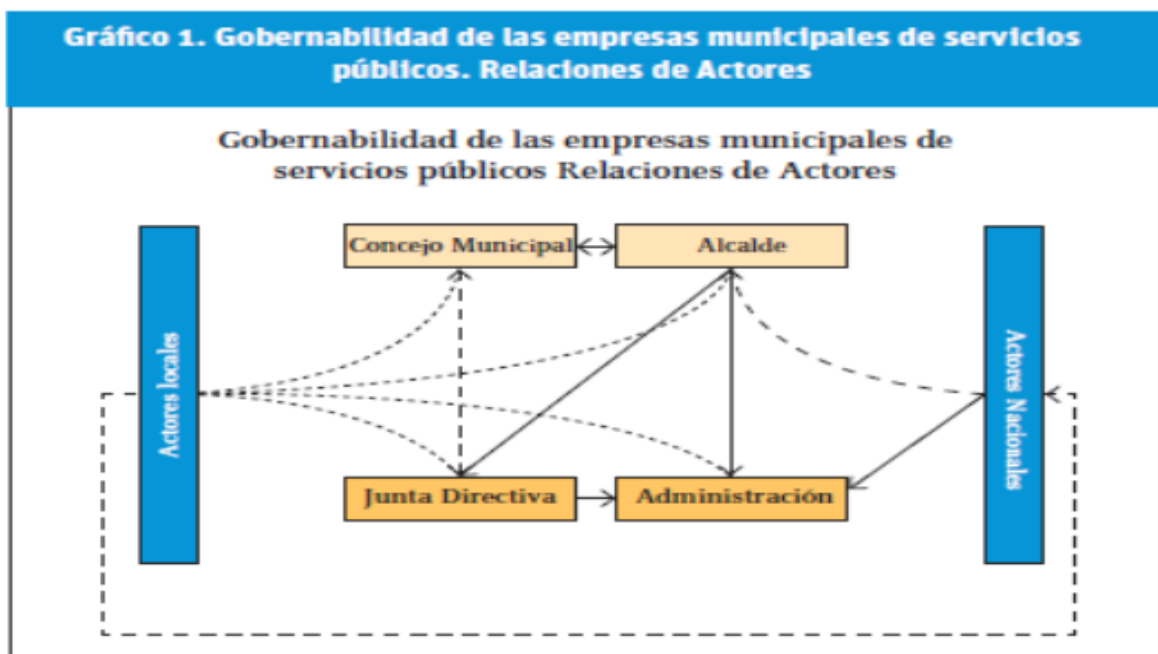 Gráfico 1. Gobernabilidad de las empresas municipales de servicios
públicos. Relaciones de Actores
Gobernabilidad de las empresas municipales de
servicios públicos Relaciones de Actores
Concejo Municipal
Alcalde
Actores locales
Actores Nacionales
Junta Directiva
Administración